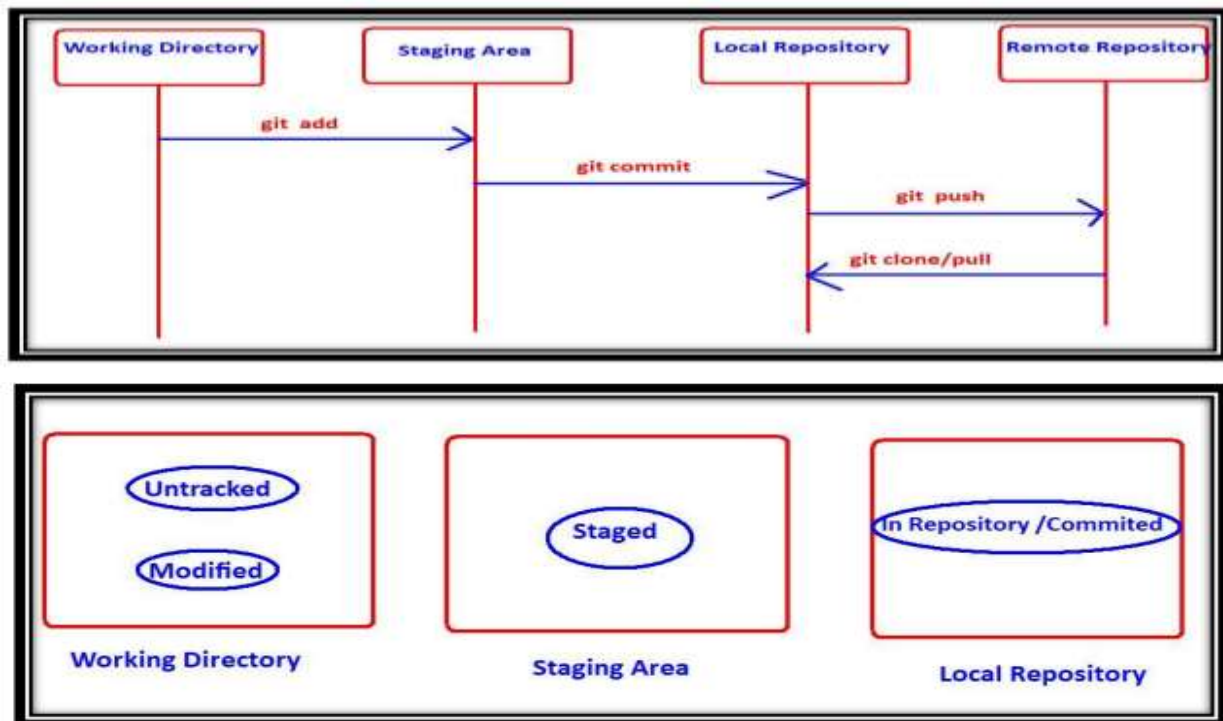 Working Directory
Staging Area
Local Repository
Remote Repository
git add
git commit
git push
git clone/pull
Untracked
Modified
Staged
In Repository /Commited
Working Directory
Staging Area
Local Repository